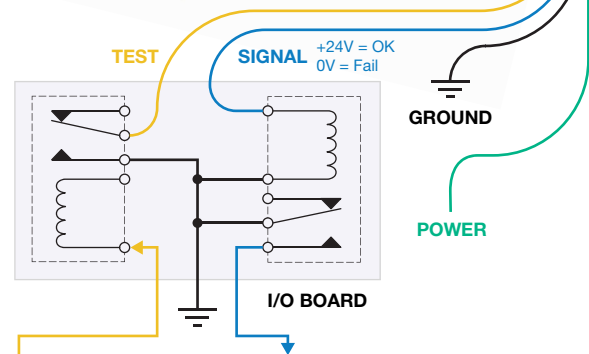 TEST
SIGNAL
+24V = OK
0V = Fail
GROUND
POWER
I/O BOARD